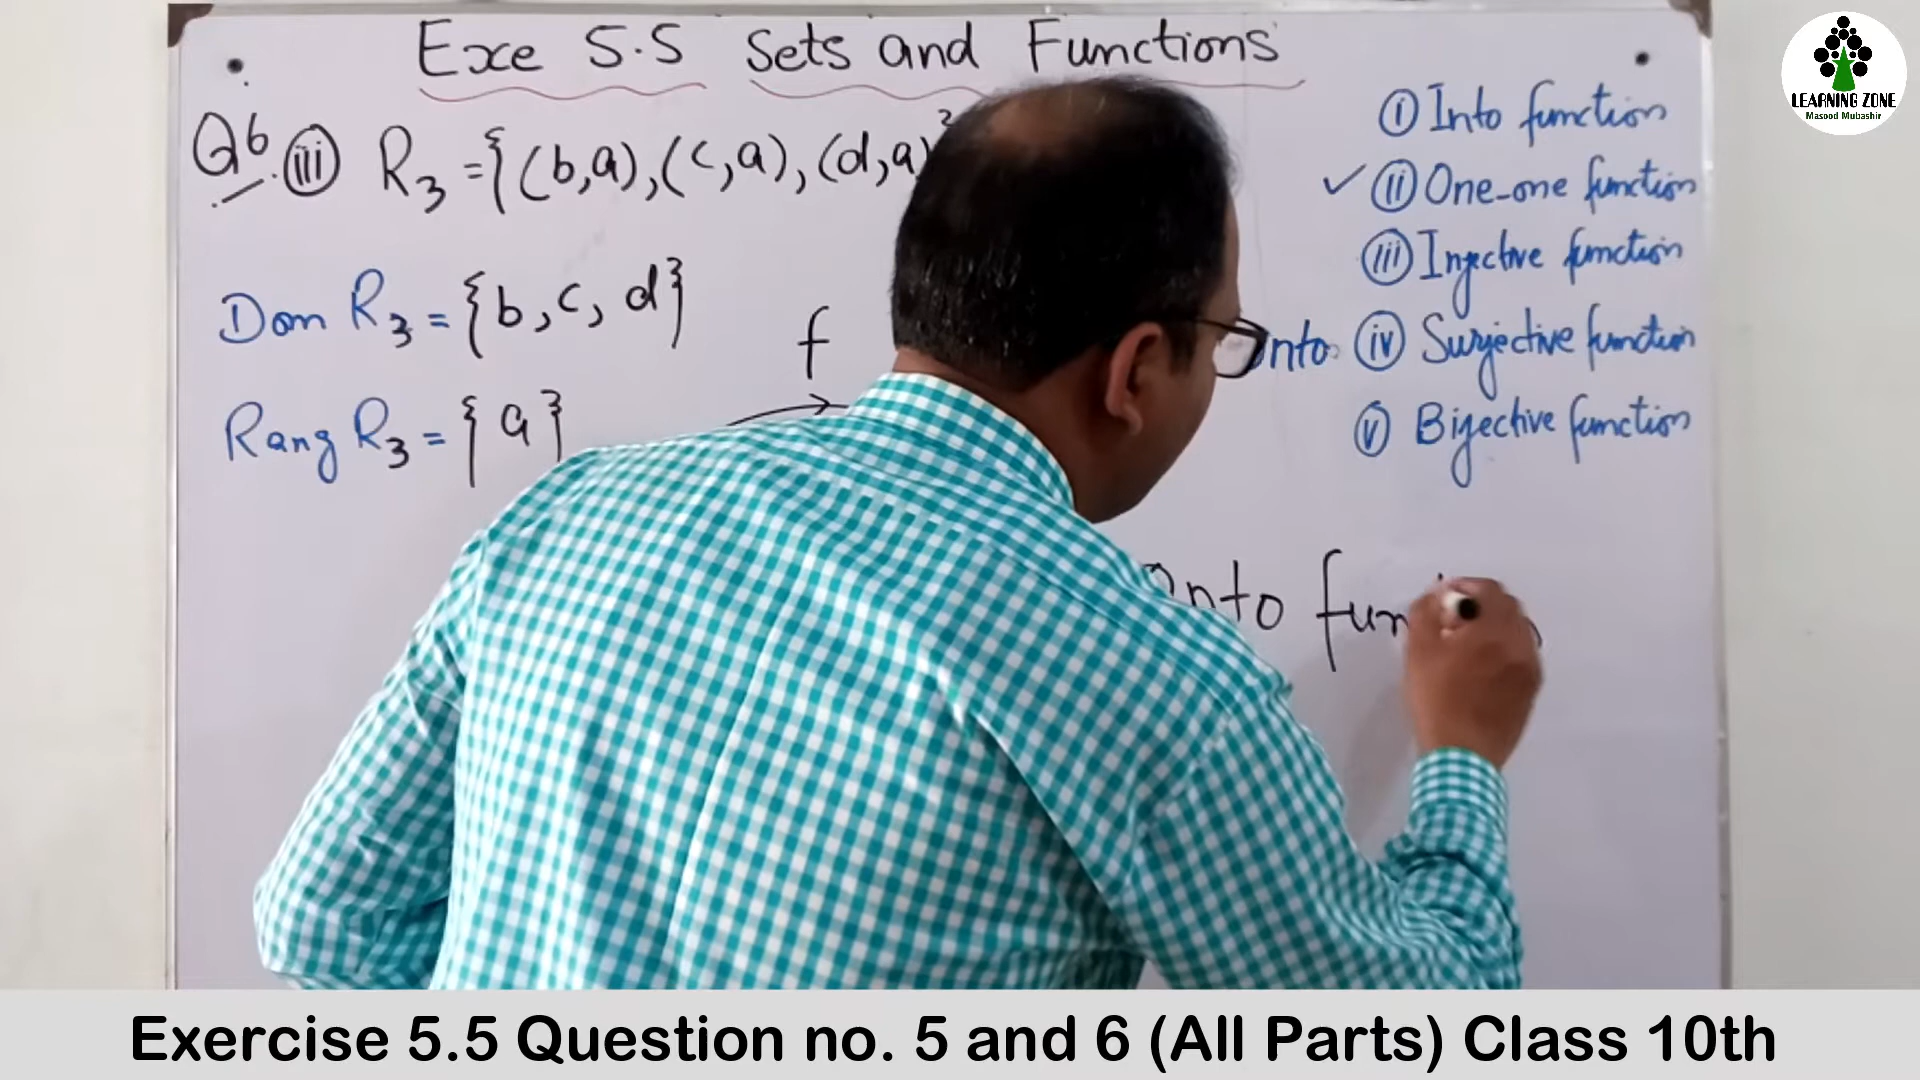 Exe 5.5 Sets and Functions
Q6. (iii) R3 = {(b,a),(c,a),(d,a)
Dom R3 = {b,c,d}
Rang R3 = {a}
f
(i) Into function
✓ (ii) One-one function
(iii) Injective function
onto (iv) Surjective function
(v) Bijective function
Onto
LEARNING ZONE
Masood Mubashir
Exercise 5.5 Question no. 5 and 6 (All Parts) Class 10th